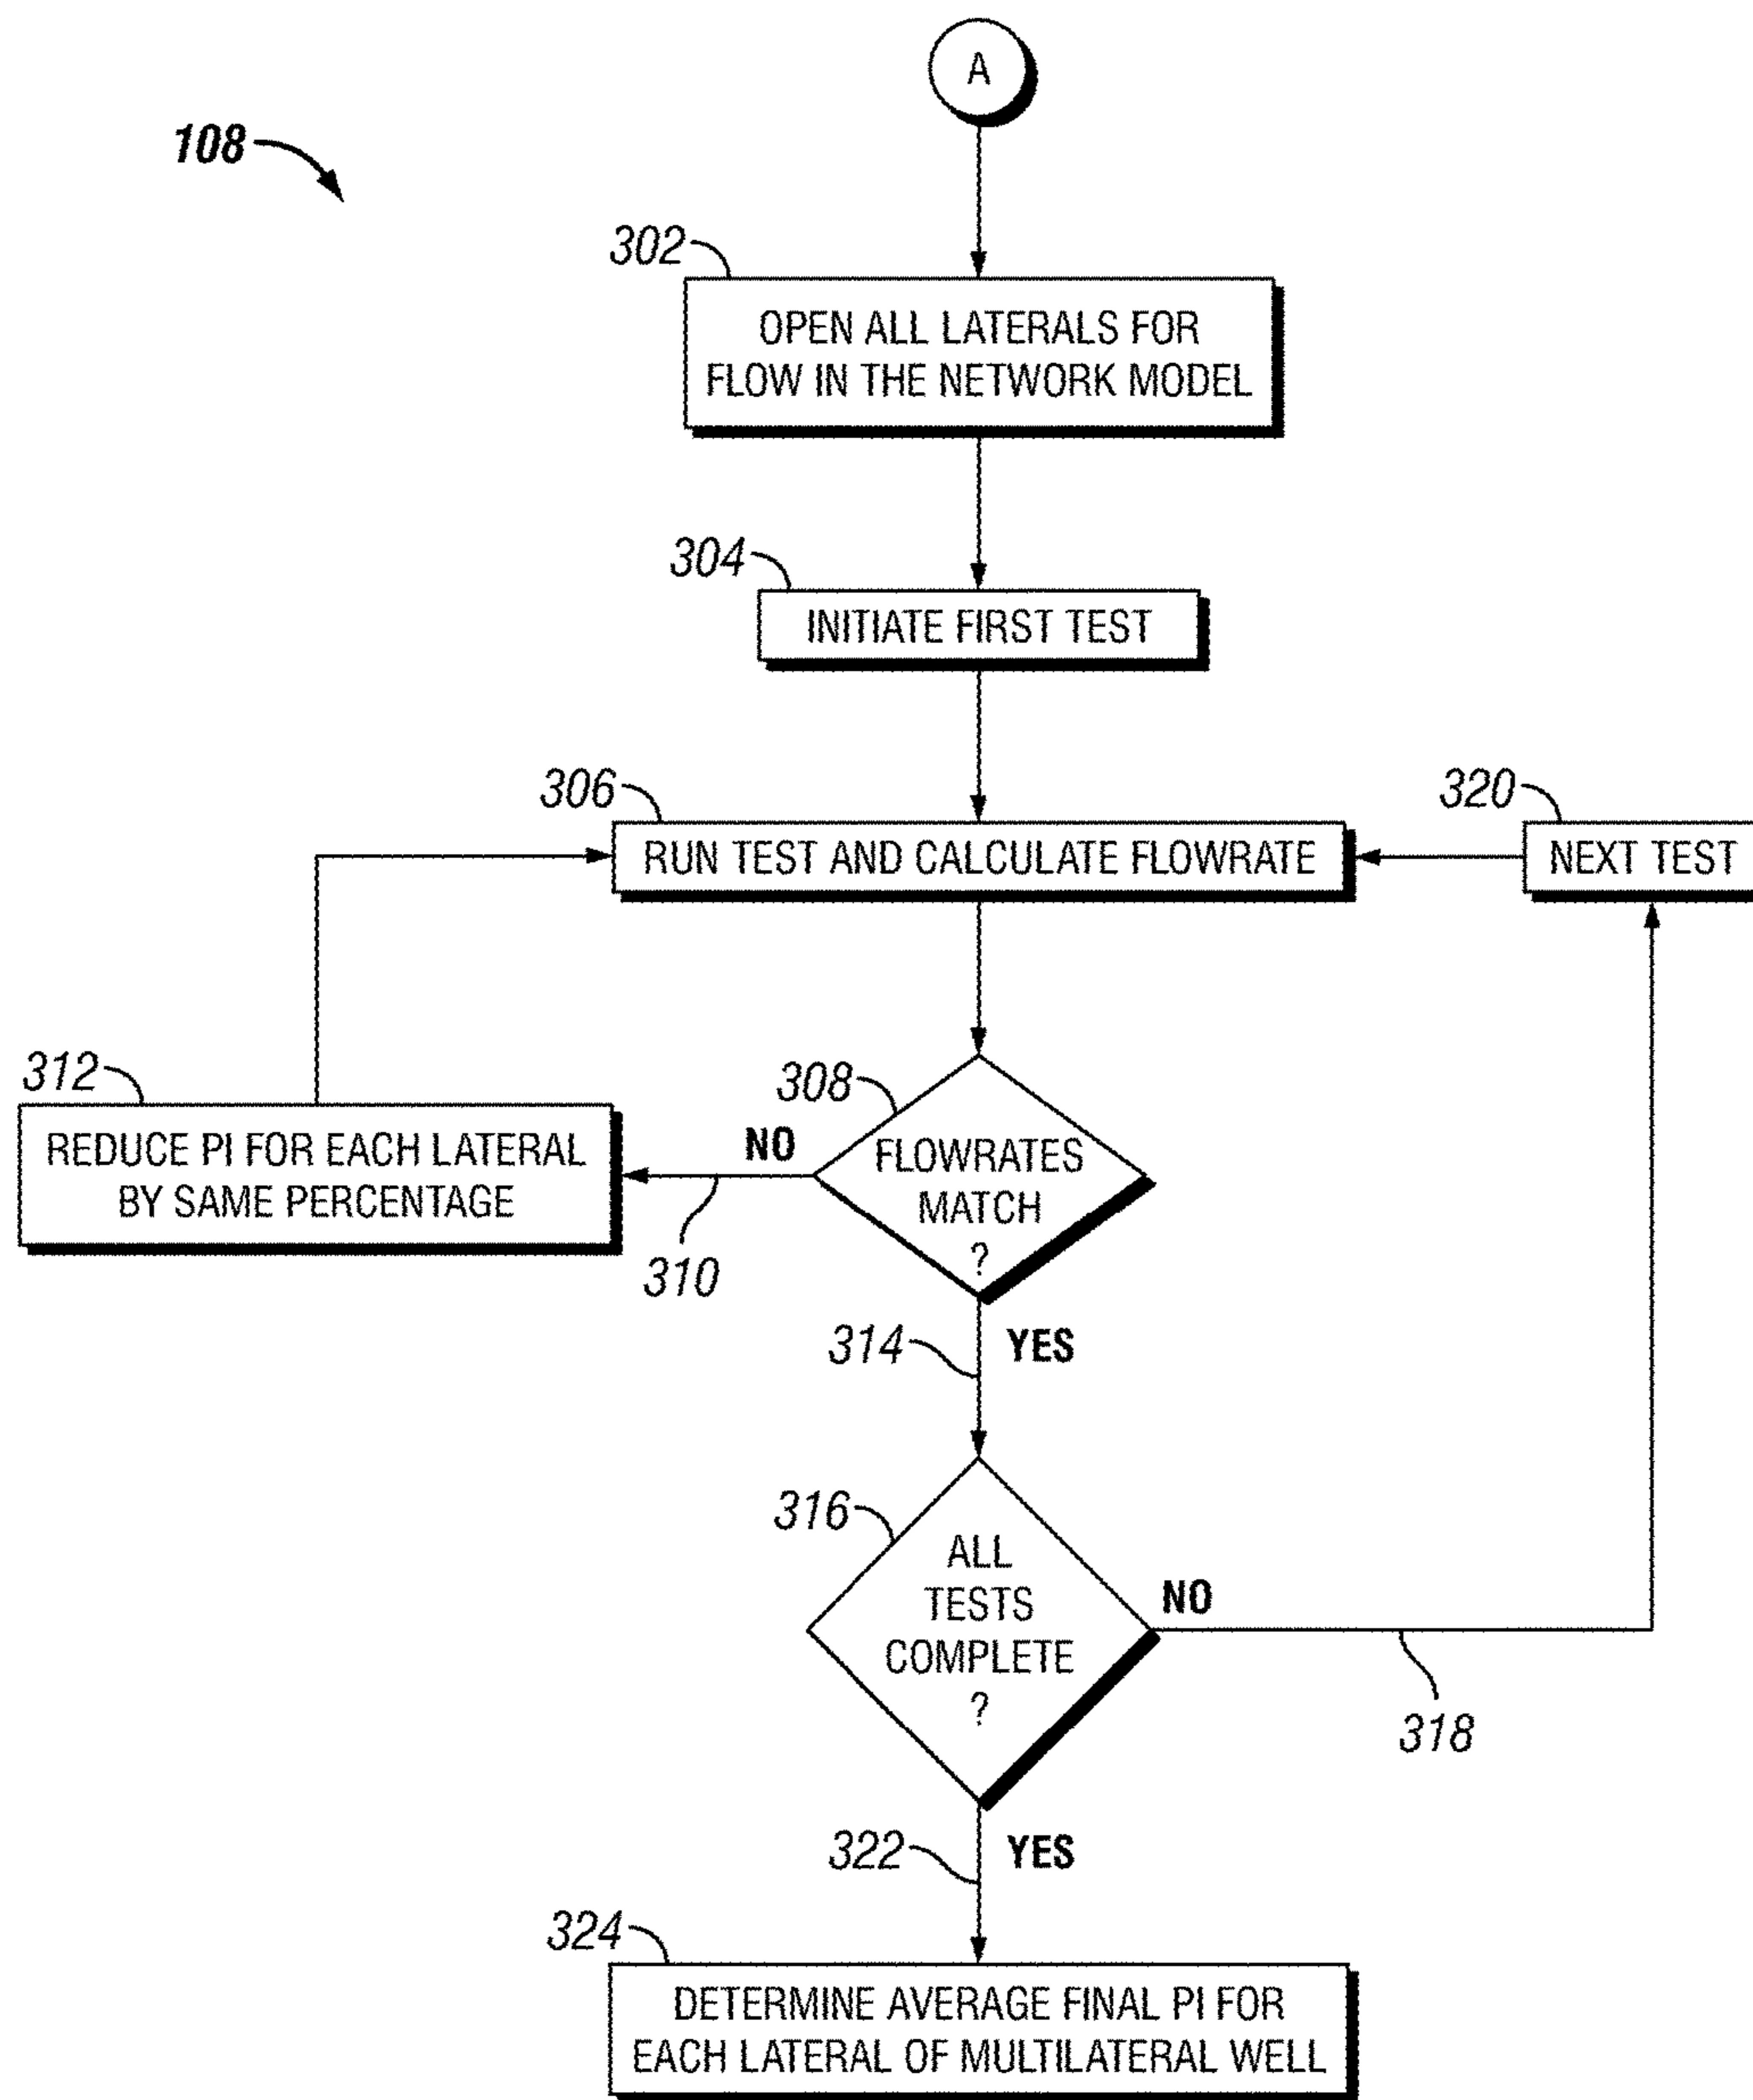 A
108
302
OPEN ALL LATERALS FOR
FLOW IN THE NETWORK MODEL
304
INITIATE FIRST TEST
306
RUN TEST AND CALCULATE FLOWRATE
320
NEXT TEST
312
REDUCE PI FOR EACH LATERAL
BY SAME PERCENTAGE
308
FLOWRATES
MATCH
?
NO
310
314
YES
316
ALL
TESTS
COMPLETE
?
NO
318
322
YES
324
DETERMINE AVERAGE FINAL PI FOR
EACH LATERAL OF MULTILATERAL WELL